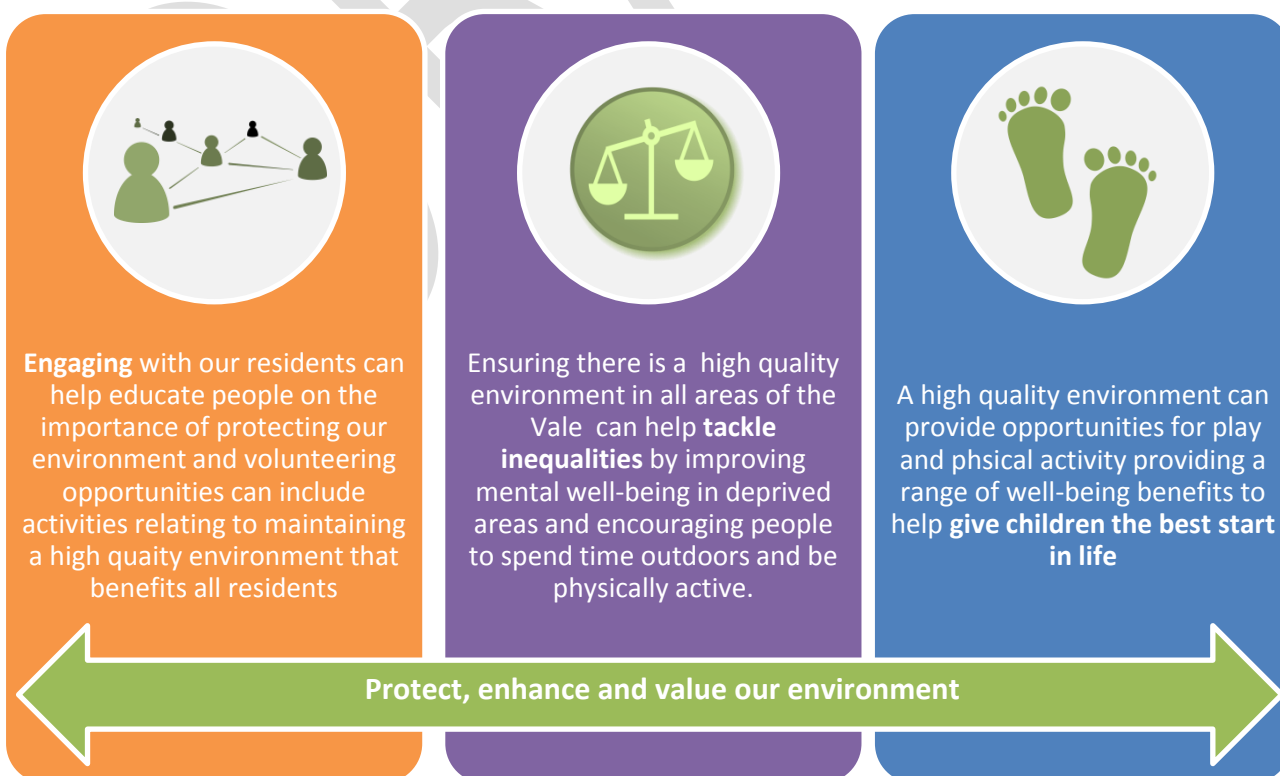 Engaging with our residents can
help educate people on the
importance of protecting our
environment and volunteering
opportunities can include
activities relating to maintaining
a high quaity environment that
benefits all residents
Ensuring there is a  high quality
environment in all areas of the
Vale  can help tackle
inequalities by improving
mental well-being in deprived
areas and encouraging people
to spend time outdoors and be
physically active.
A high quality environment can
provide opportunities for play
and phsical activity providing a
range of well-being benefits to
help give children the best start
in life
Protect, enhance and value our environment